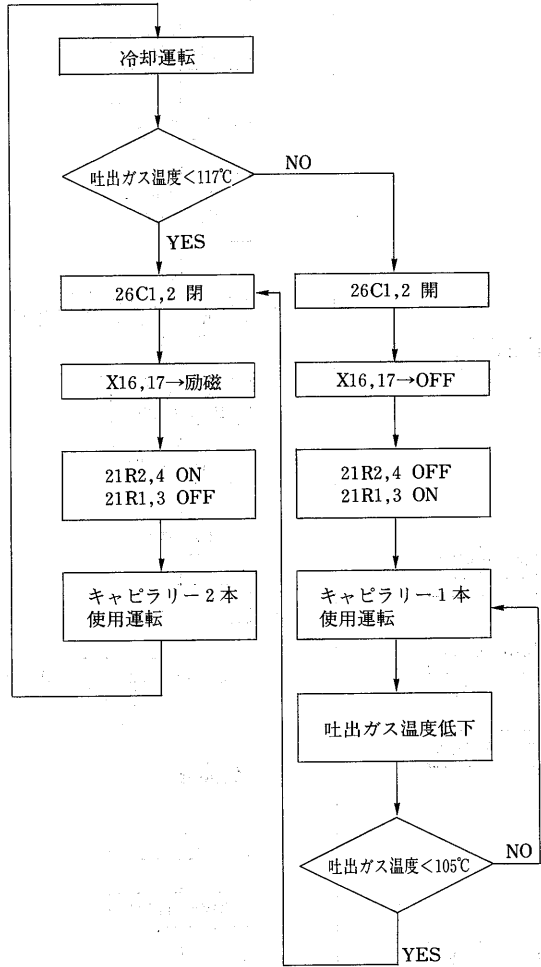 冷却運転
吐出ガス温度<117℃
NO
YES
26C1,2 閉
X16,17→励磁
21R2,4 ON
21R1,3 OFF
キャピラリー2本
使用運転
26C1,2 開
X16,17→OFF
21R2,4 OFF
21R1,3 ON
キャピラリー1本
使用運転
吐出ガス温度低下
吐出ガス温度<105℃
NO
YES